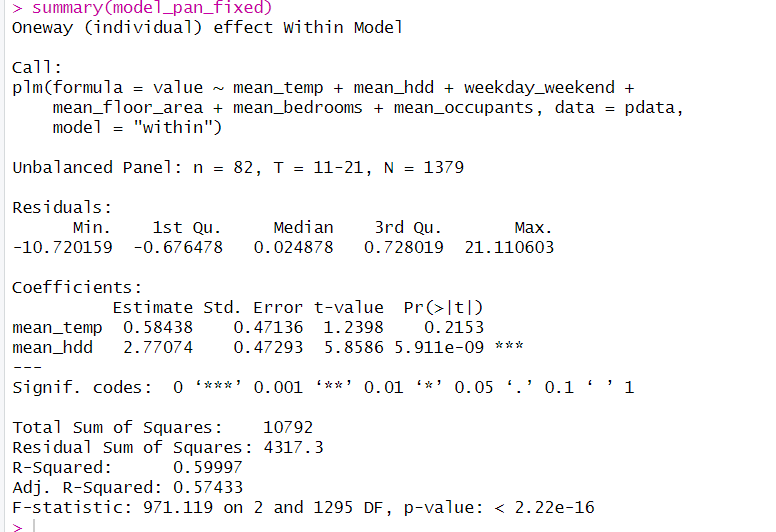 > summary(model_pan_fixed)
Oneway (individual) effect Within Model
Call:
plm(formula = value ~ mean_temp + mean_hdd + weekday_weekend +
    mean_floor_area + mean_bedrooms + mean_occupants, data = pdata,
    model = "within")
Unbalanced Panel: n = 82, T = 11-21, N = 1379
Residuals:
      Min.    1st Qu.     Median    3rd Qu.       Max.
-10.720159  -0.676478   0.024878   0.728019  21.110603
Coefficients:
          Estimate Std. Error t-value  Pr(>|t|)
mean_temp  0.58438    0.47136  1.2398    0.2153
mean_hdd   2.77074    0.47293  5.8586 5.911e-09 ***
---
Signif. codes:  0 ‘***’ 0.001 ‘**’ 0.01 ‘*’ 0.05 ‘.’ 0.1 ‘ ’ 1
Total Sum of Squares:    10792
Residual Sum of Squares: 4317.3
R-Squared:      0.59997
Adj. R-Squared: 0.57433
F-statistic: 971.119 on 2 and 1295 DF, p-value: < 2.22e-16
>